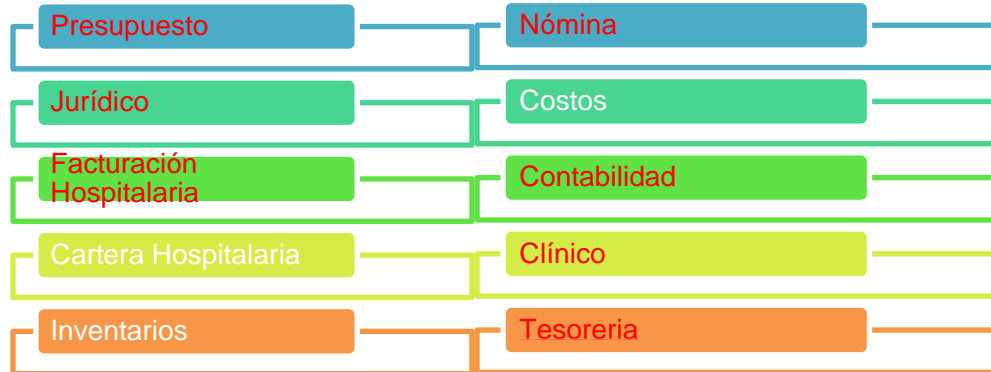 Presupuesto
Nómina
Jurídico
Costos
Facturación
Hospitalaria
Contabilidad
Cartera Hospitalaria
Clínico
Inventarios
Tesoreria